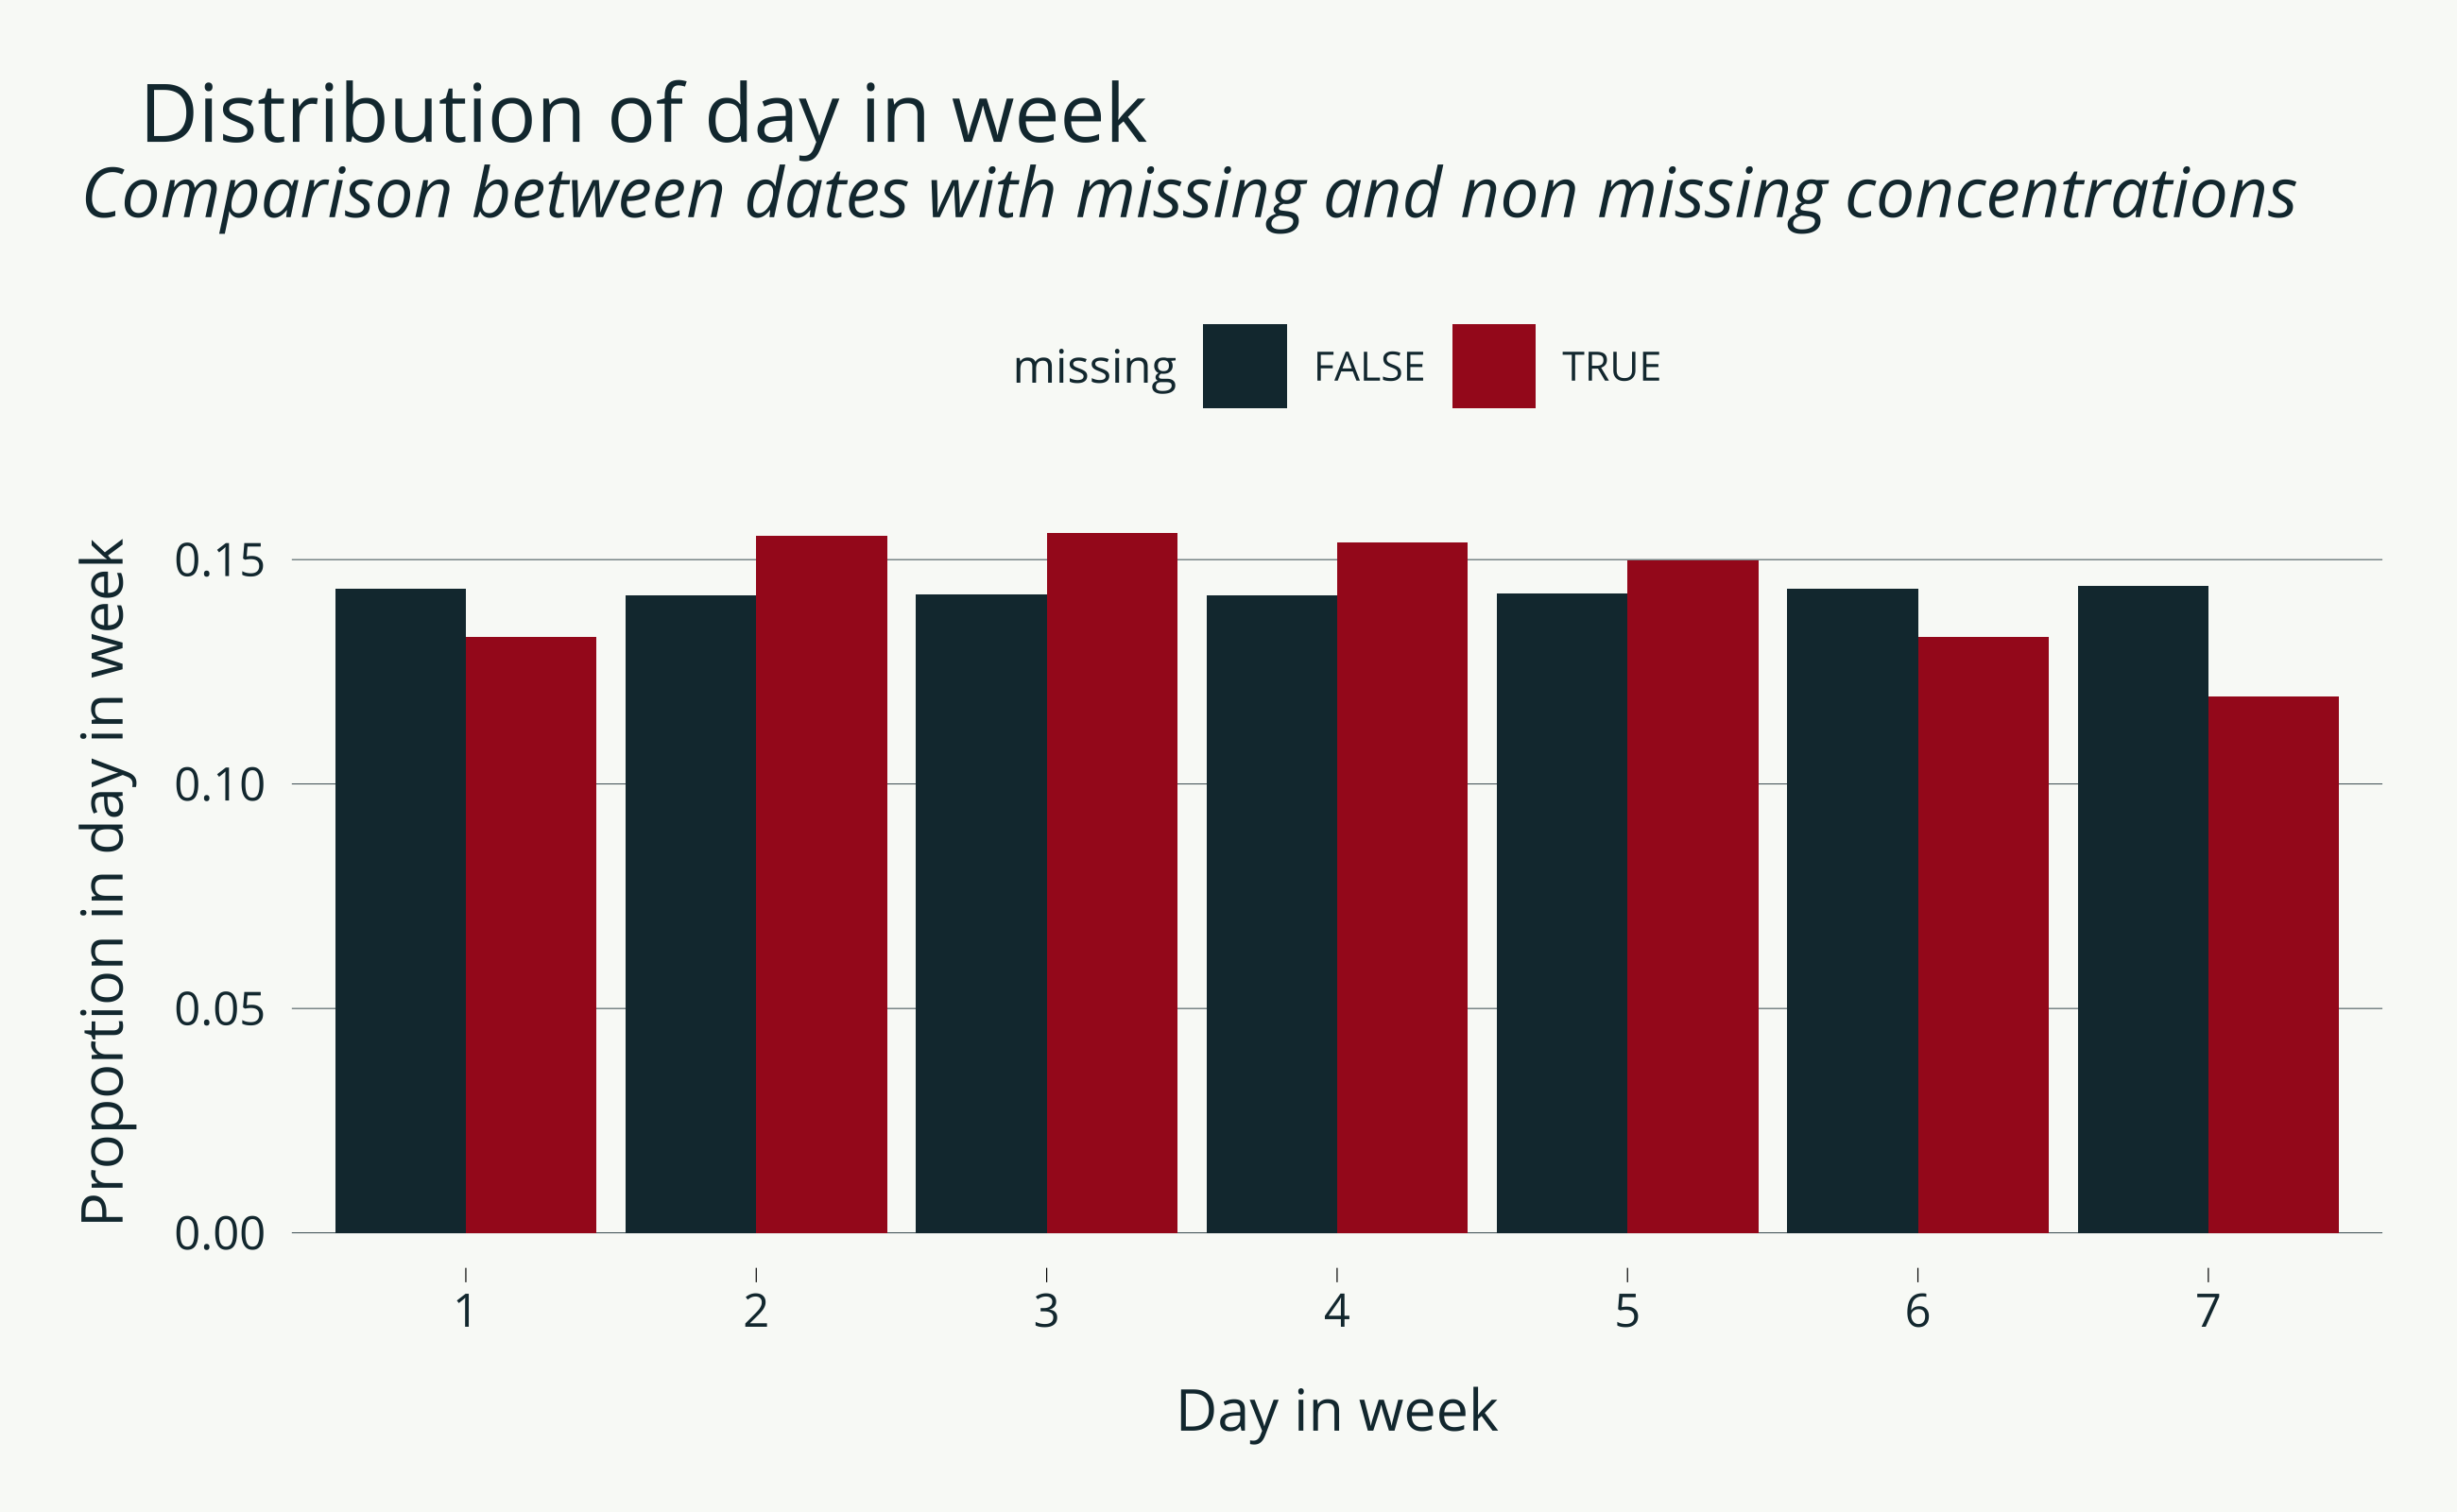 Distribution of day in week
Comparison between dates with missing and non missing concentrations
missing FALSE TRUE
Proportion in day in week
0.15
0.10
0.05
0.00
1 2 3 4 5 6 7
Day in week